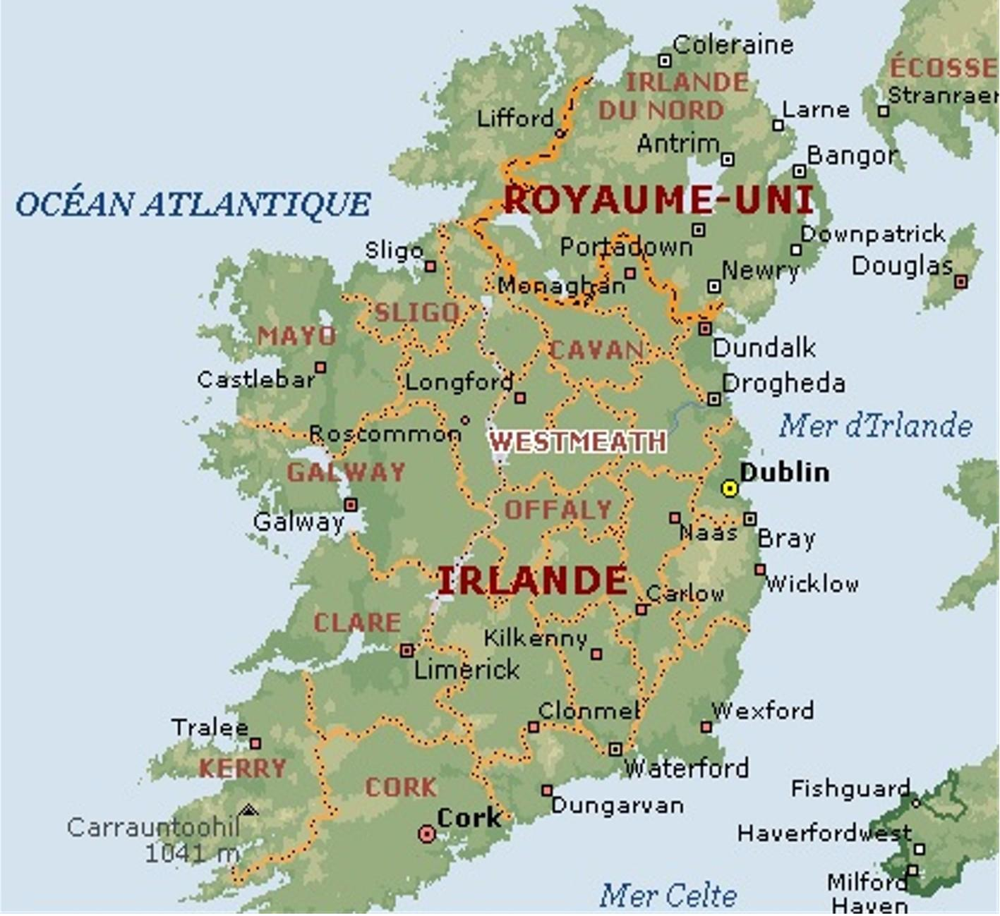 Coleraine
ÉCOSSE
IRLANDE
DU NORD
Stranraer
Larne
Lifford
Antrim
Bangor
OCÉAN ATLANTIQUE
ROYAUME-UNI
Downpatrick
Sligo
Portadown
Douglas
Newry
Monaghan
SLIGO
MAYO
CAVAN
Dundalk
Castlebar
Longford
Drogheda
Mer d'Irlande
Roscommon
WESTMEATH
GALWAY
Dublin
OFFALY
Galway
Naas
Bray
IRLANDE
Wicklow
Carlow
CLARE
Kilkenny
Limerick
Clonmel
Wexford
Tralee
KERRY
Waterford
CORK
Fishguard
Dungarvan
Cork
Carrauntoohil
1041 m
Haverfordwest
Mer Celte
Milford
Haven